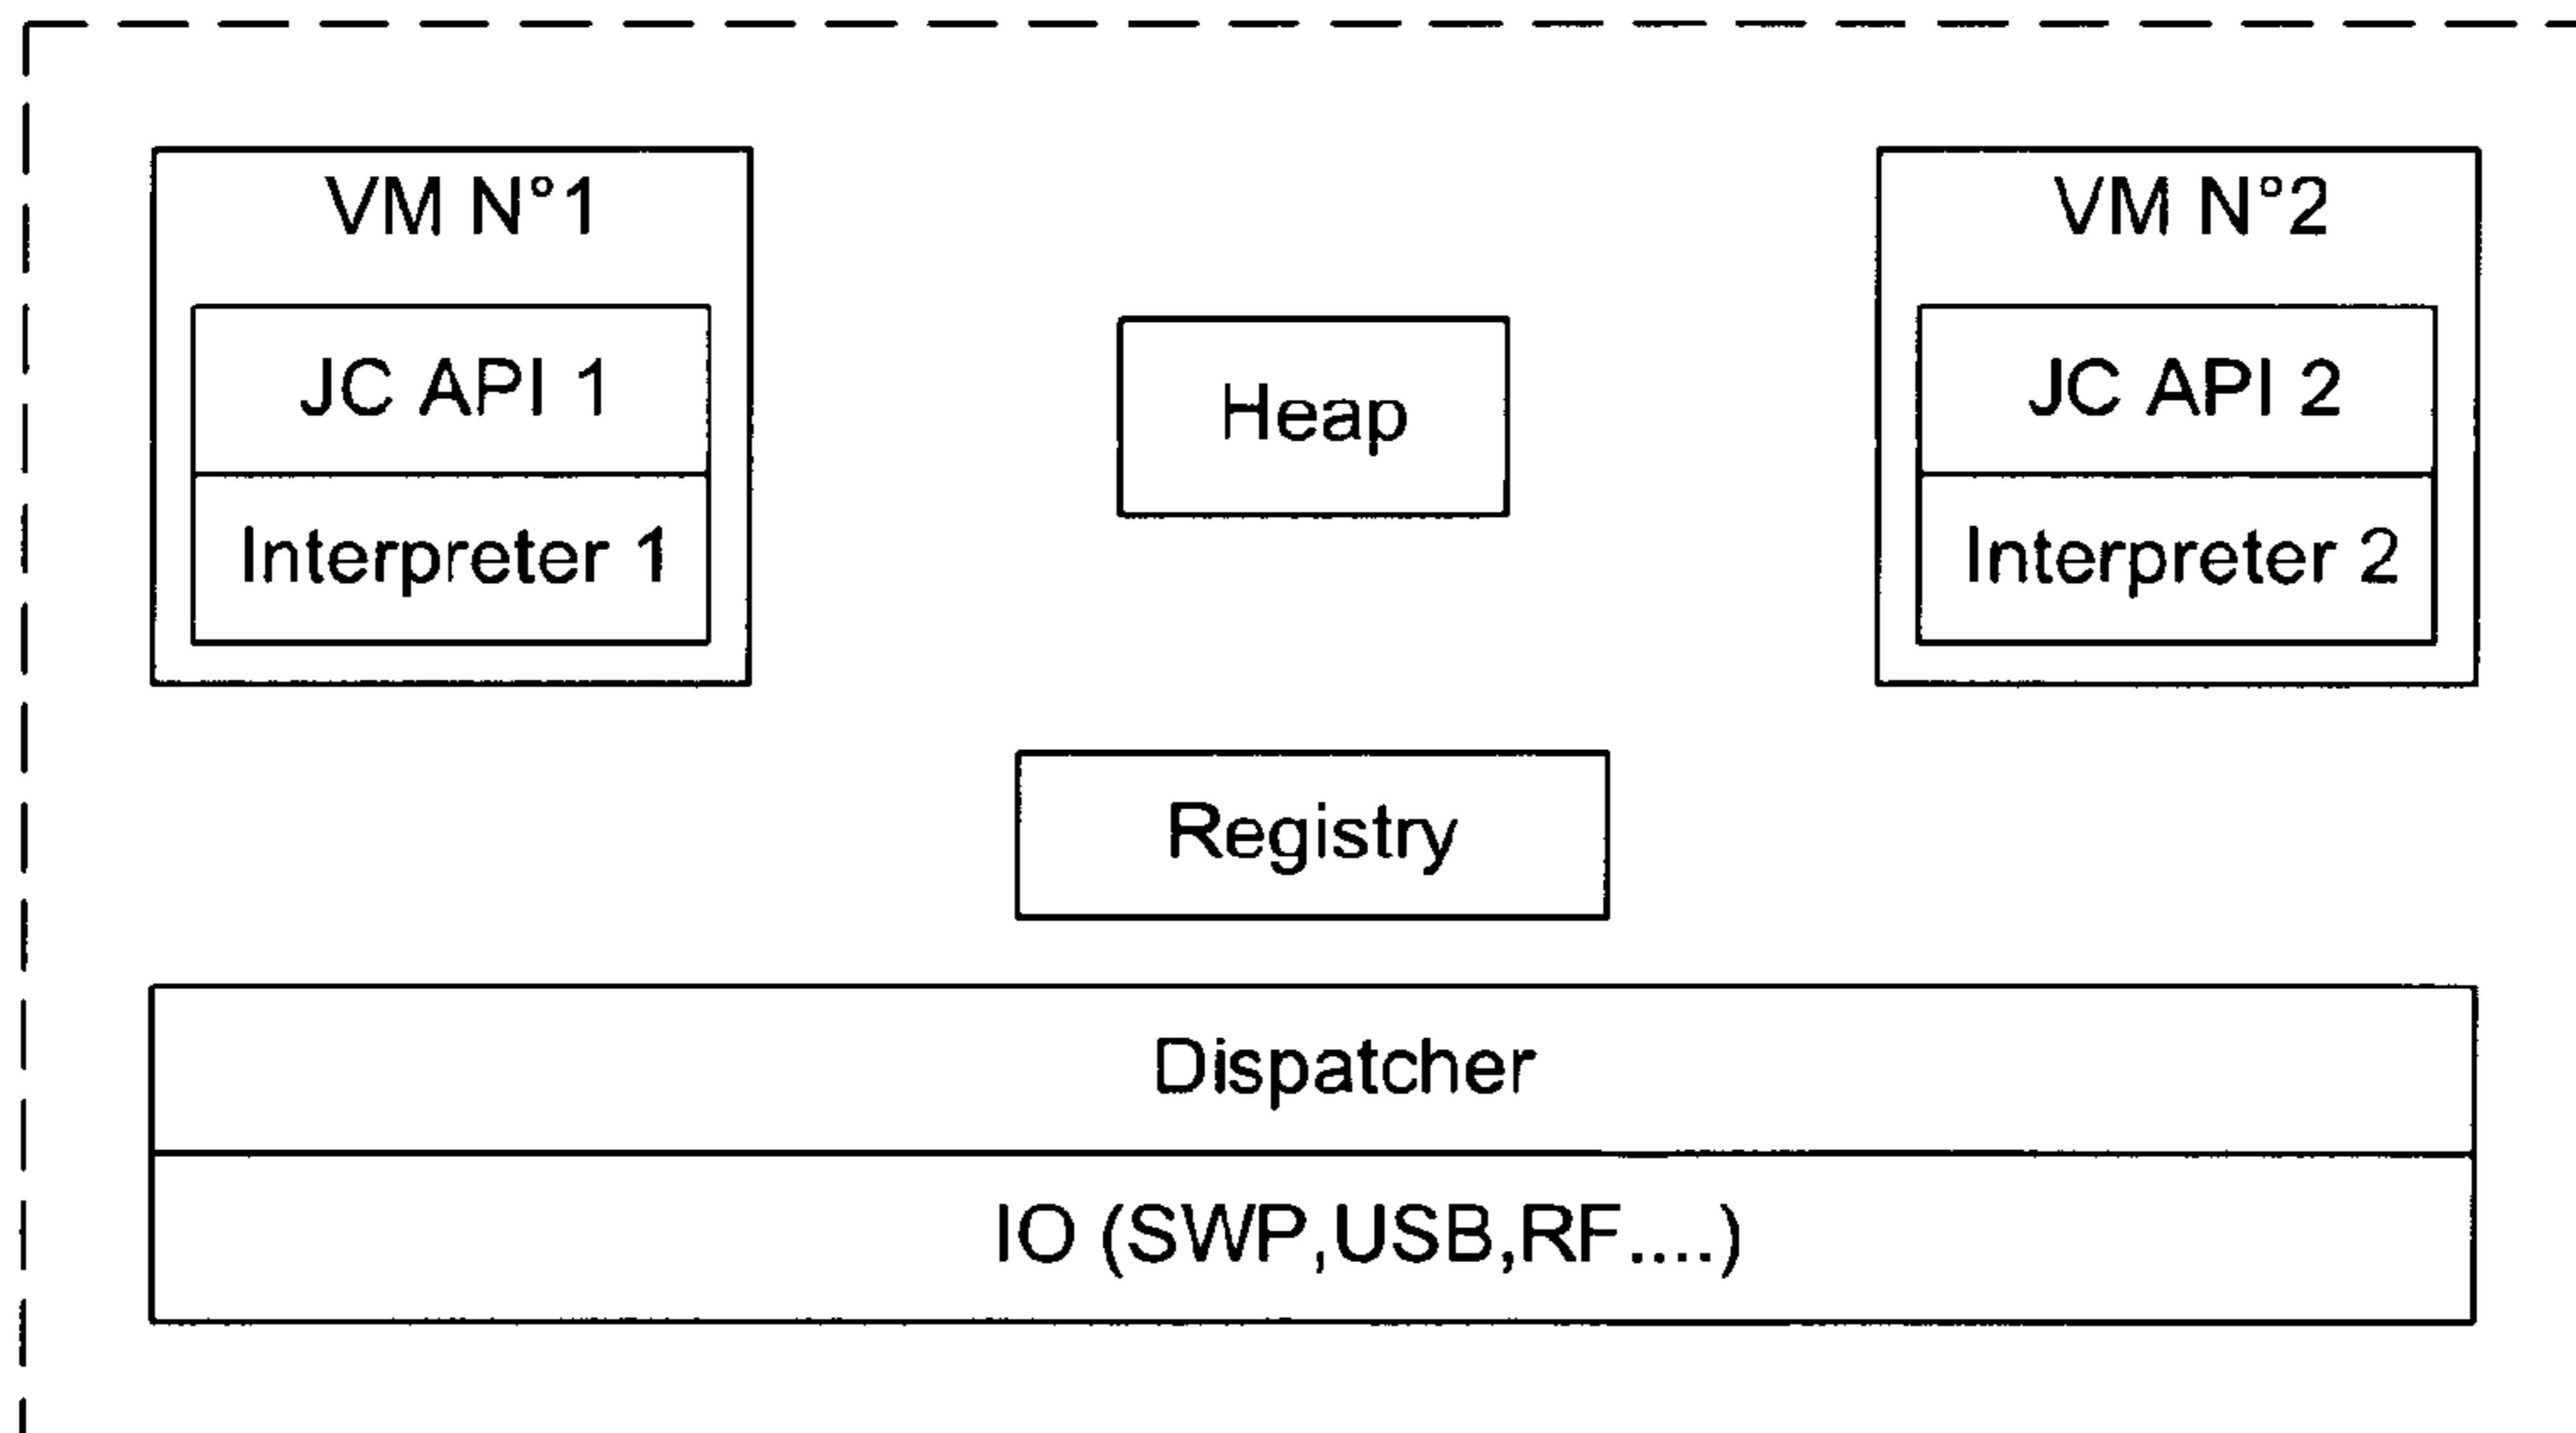 VM N°1
JC API 1
Interpreter 1
Heap
VM N°2
JC API 2
Interpreter 2
Registry
Dispatcher
IO (SWP,USB,RF....)